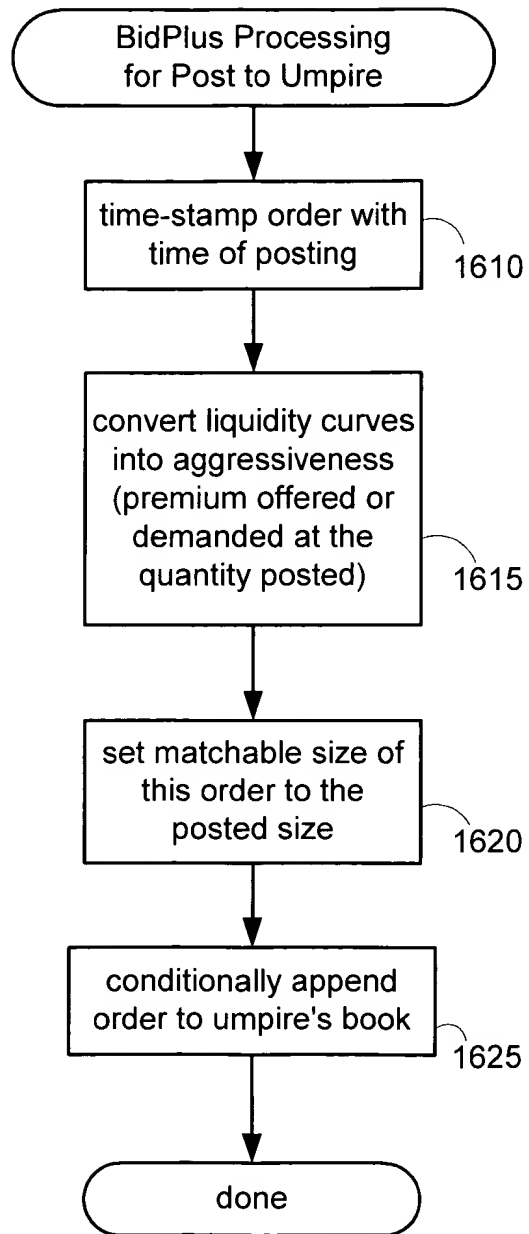 BidPlus Processing
for Post to Umpire
time-stamp order with
time of posting
1610
convert liquidity curves
into aggressiveness
(premium offered or
demanded at the
quantity posted)
1615
set matchable size of
this order to the
posted size
1620
conditionally append
order to umpire's book
1625
done